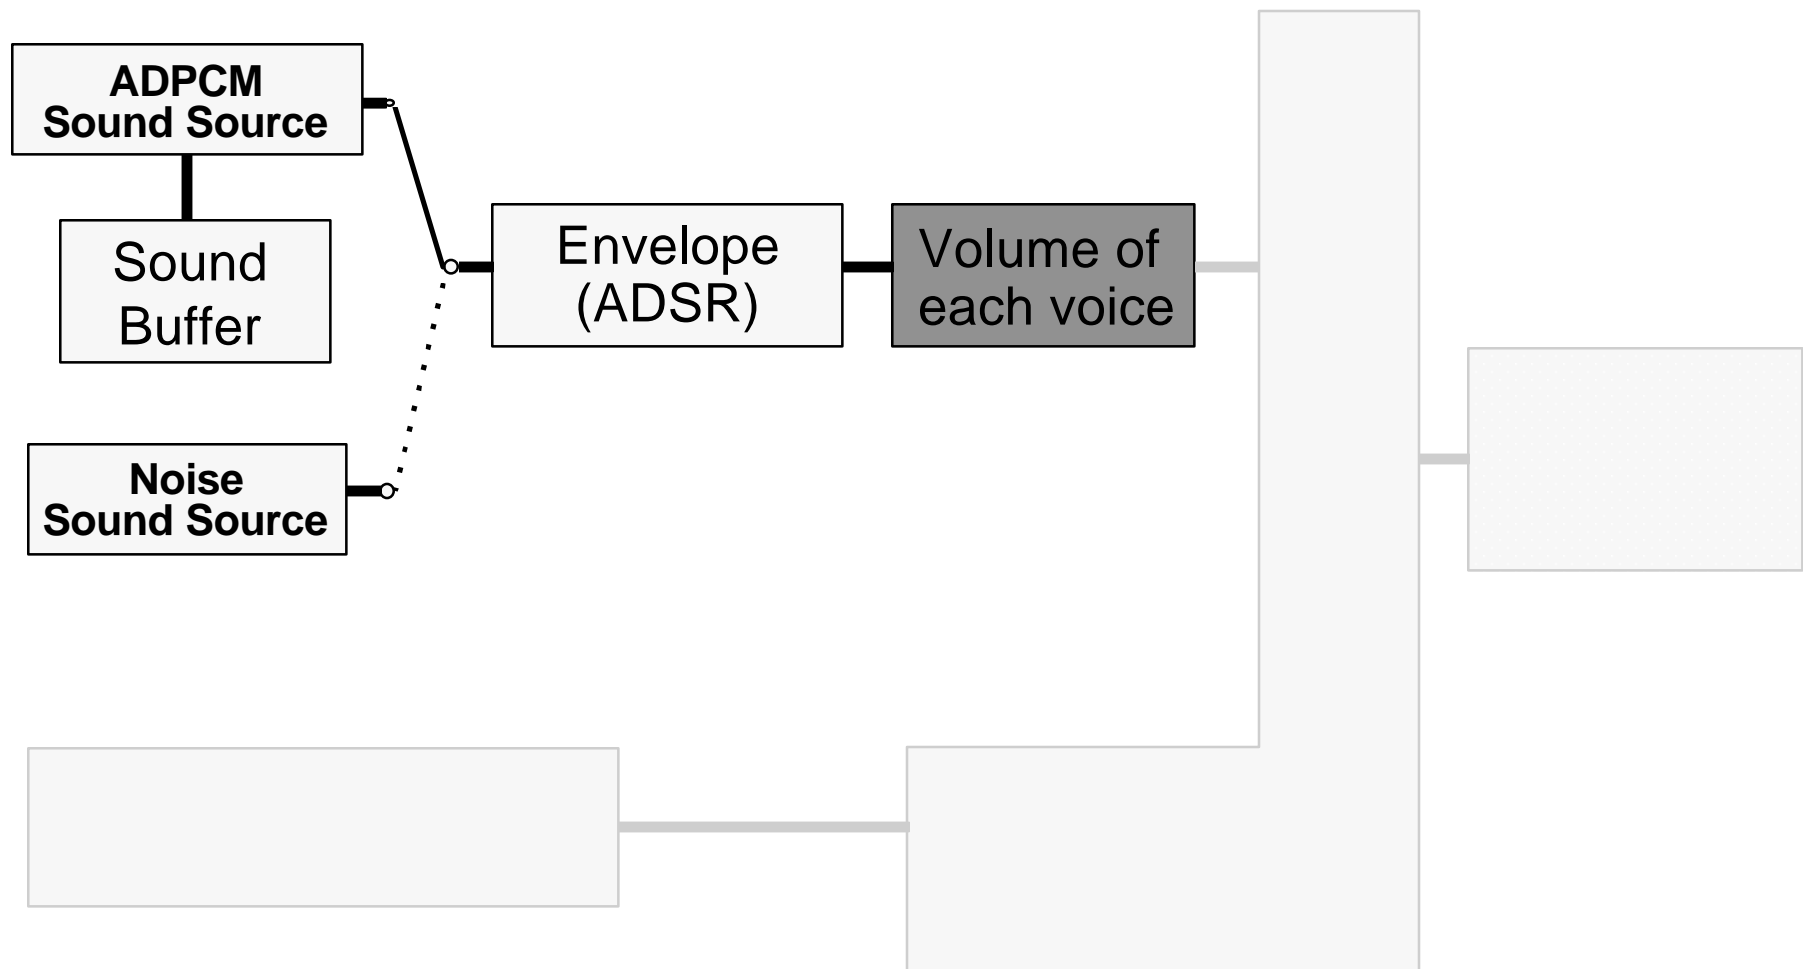 ADPCM
Sound Source
Sound
Buffer
Envelope
(ADSR)
Volume of
each voice
Noise
Sound Source